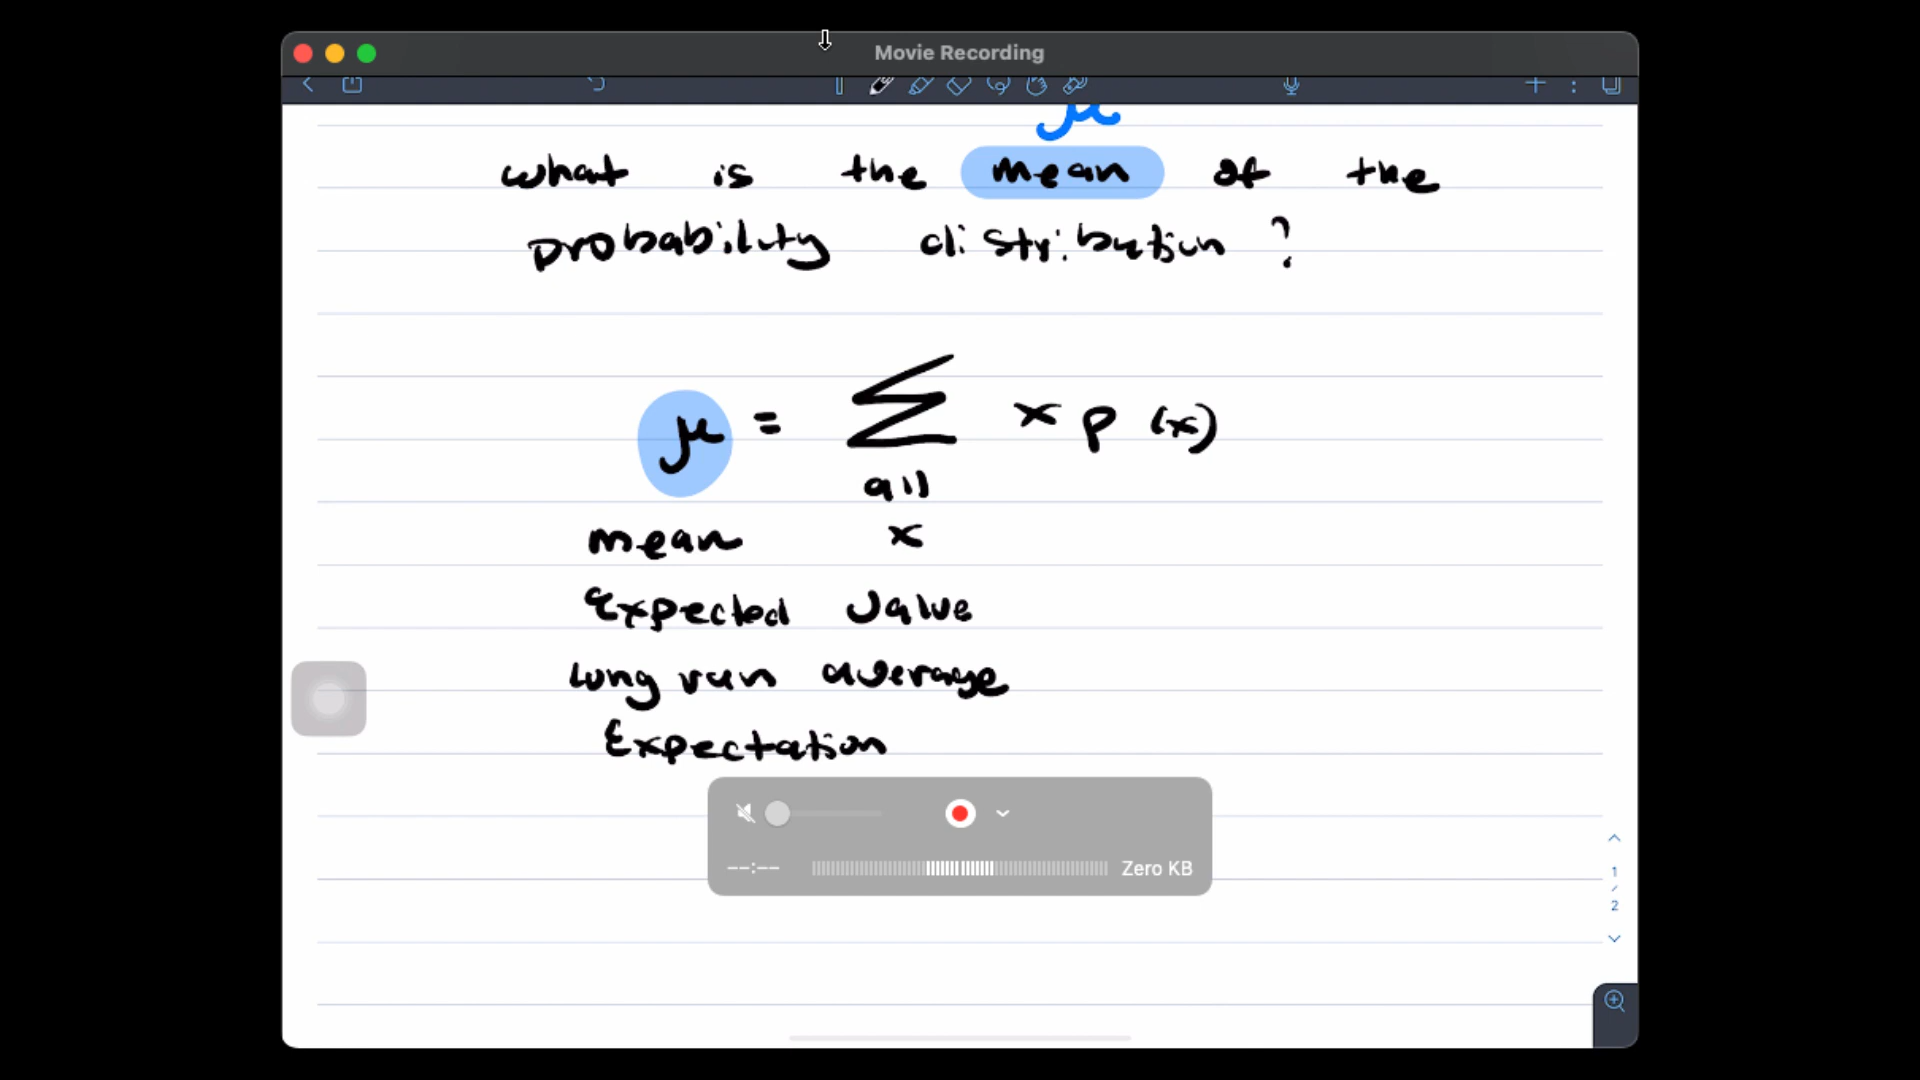 Movie Recording
μ
what is the mean of the
probability distribution ?
μ = Σ x p (x)
all
x
mean
Expected Value
Long run average
Expectation
--:-- Zero KB
1
/
2